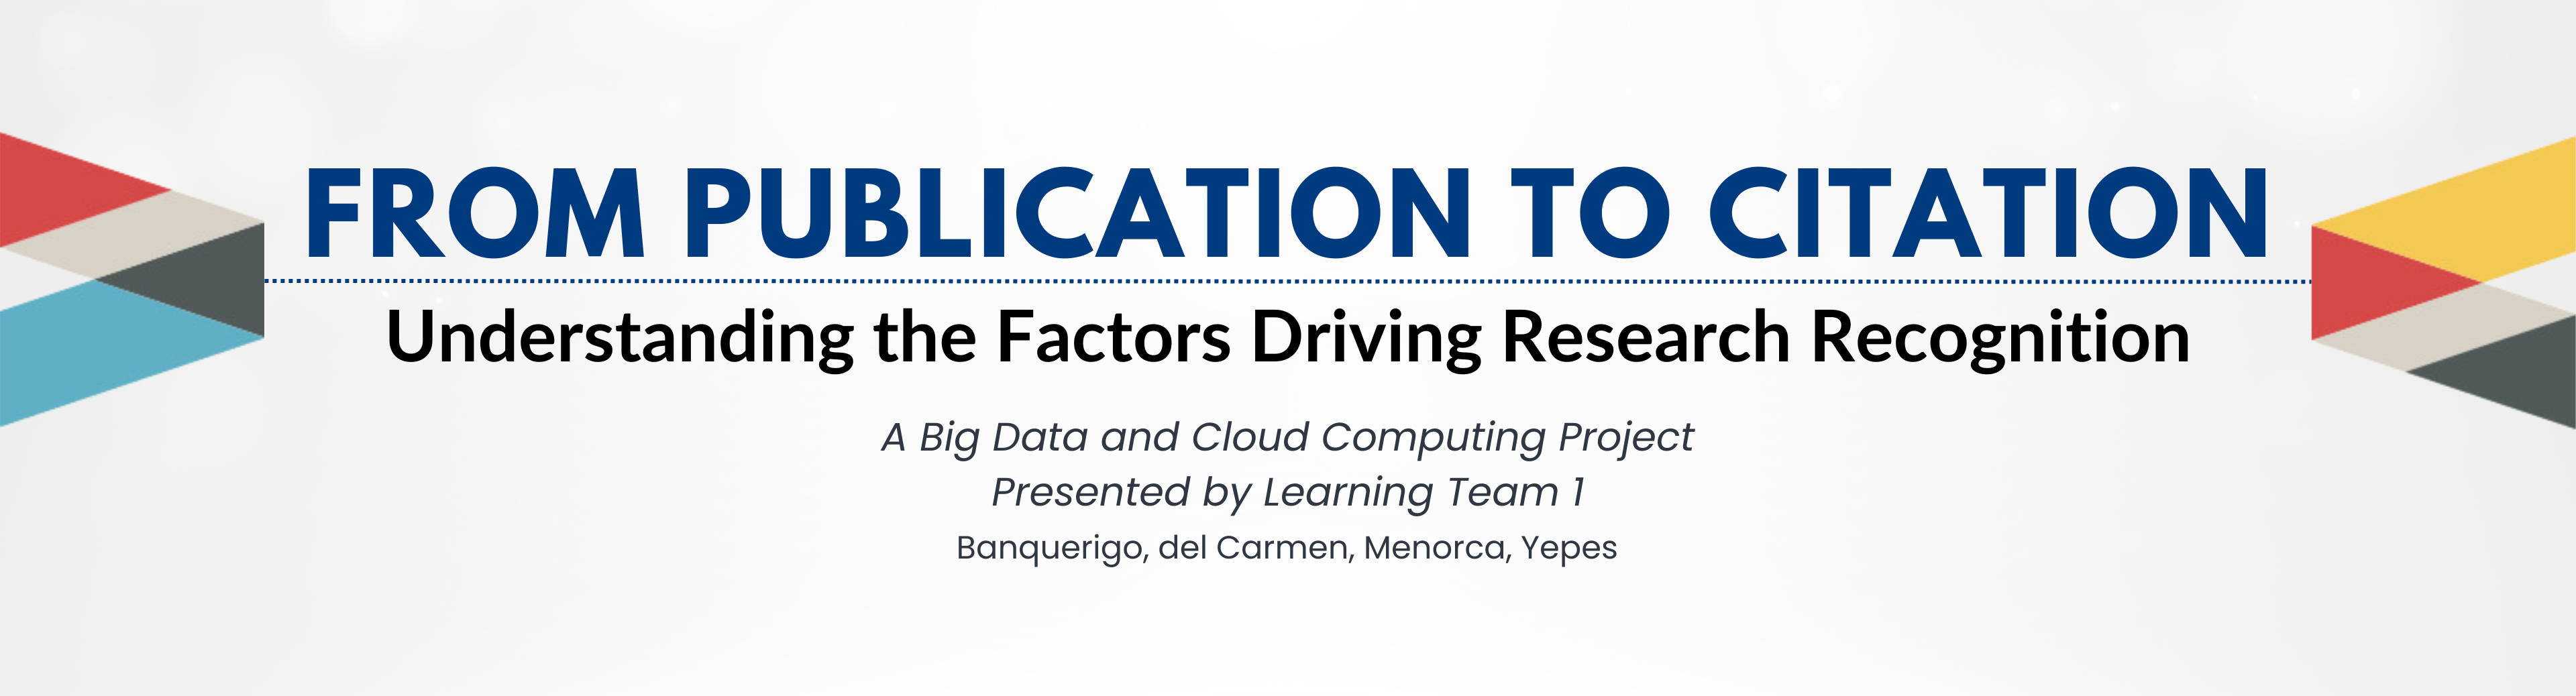 FROM PUBLICATION TO CITATION
Understanding the Factors Driving Research Recognition
A Big Data and Cloud Computing Project
Presented by Learning Team 1
Banquerigo, del Carmen, Menorca, Yepes